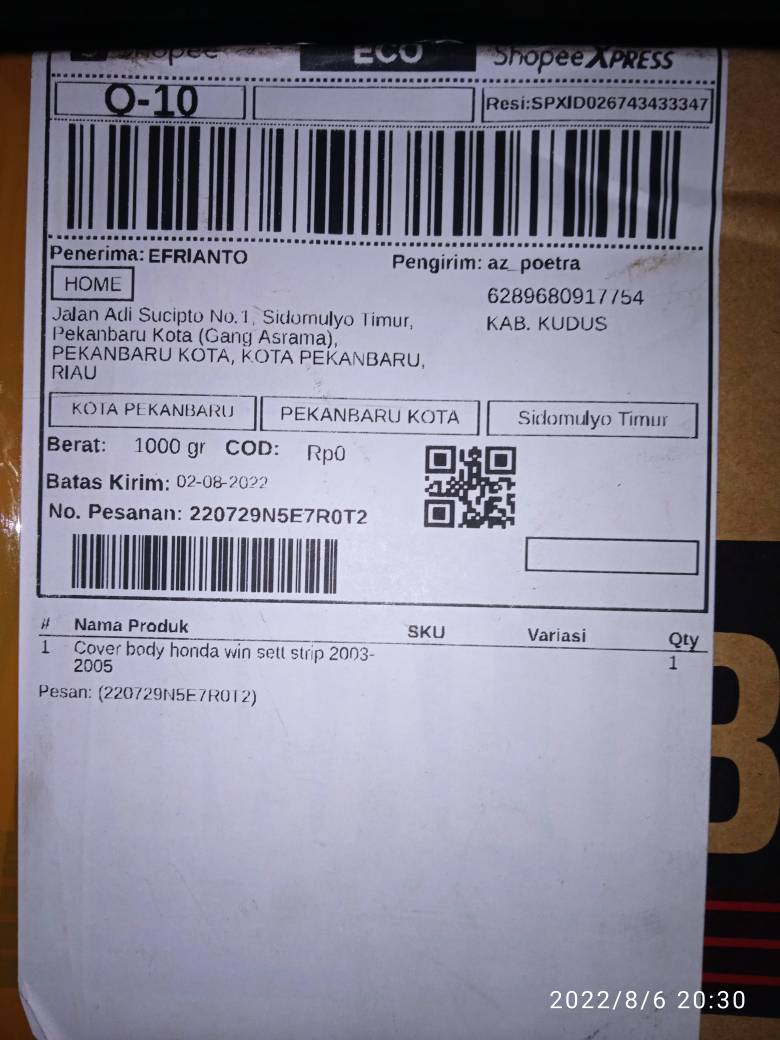 Shopee ECO Shopee XPRESS
O-10 Resi:SPXID026743433347
Penerima: EFRIANTO Pengirim: az_poetra
HOME 6289680917754
Jalan Adi Sucipto No.1, Sidomulyo Timur, KAB. KUDUS
Pekanbaru Kota (Gang Asrama),
PEKANBARU KOTA, KOTA PEKANBARU,
RIAU
KOTA PEKANBARU PEKANBARU KOTA Sidomulyo Timur
Berat: 1000 gr COD: Rp0
Batas Kirim: 02-08-2022
No. Pesanan: 220729N5E7R0T2
# Nama Produk SKU Variasi Qty
1 Cover body honda win sett strip 2003- 1
2005
Pesan: (220729N5E7R0T2)
B
2022/8/6 20:30